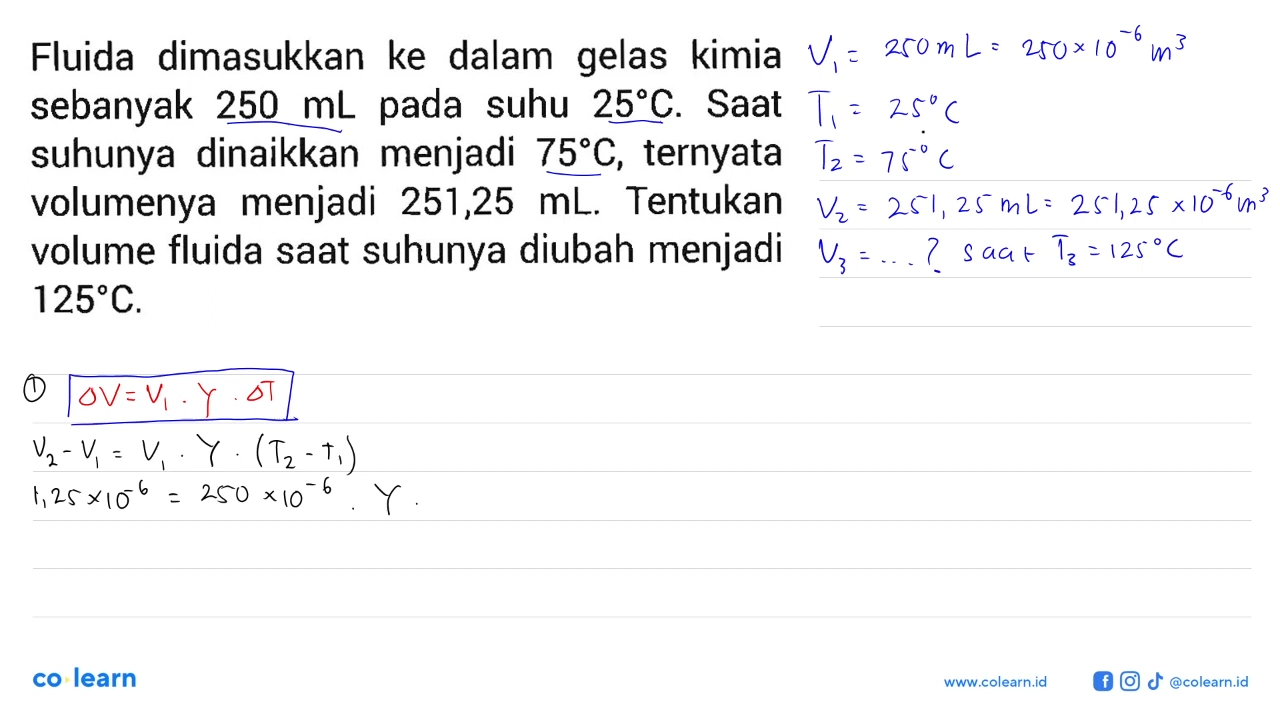 Fluida dimasukkan ke dalam gelas kimia
sebanyak 250 mL pada suhu 25°C. Saat
suhunya dinaikkan menjadi 75°C, ternyata
volumenya menjadi 251,25 mL. Tentukan
volume fluida saat suhunya diubah menjadi
125°C.
V₁ = 250 mL = 250 × 10⁻⁶ m³
T₁ = 25°C
T₂ = 75°C
V₂ = 251,25 mL = 251,25 × 10⁻⁶ m³
V₃ = ...? saat T₃ = 125°C
① ΔV = V₁ . γ . ΔT
V₂ - V₁ = V₁ . γ . (T₂ - T₁)
1,25 × 10⁻⁶ = 250 × 10⁻⁶ . γ .
co learn
www.colearn.id
@colearn.id